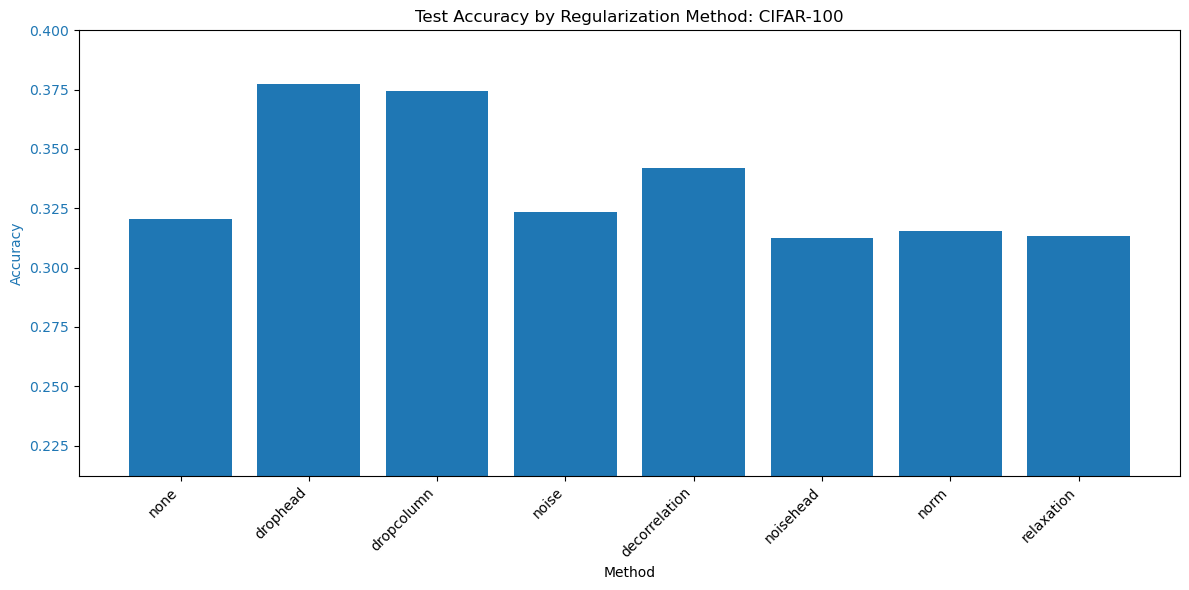 Test Accuracy by Regularization Method: CIFAR-100
Accuracy
0.400
0.375
0.350
0.325
0.300
0.275
0.250
0.225
none
drophead
dropcolumn
noise
decorrelation
noisehead
norm
relaxation
Method